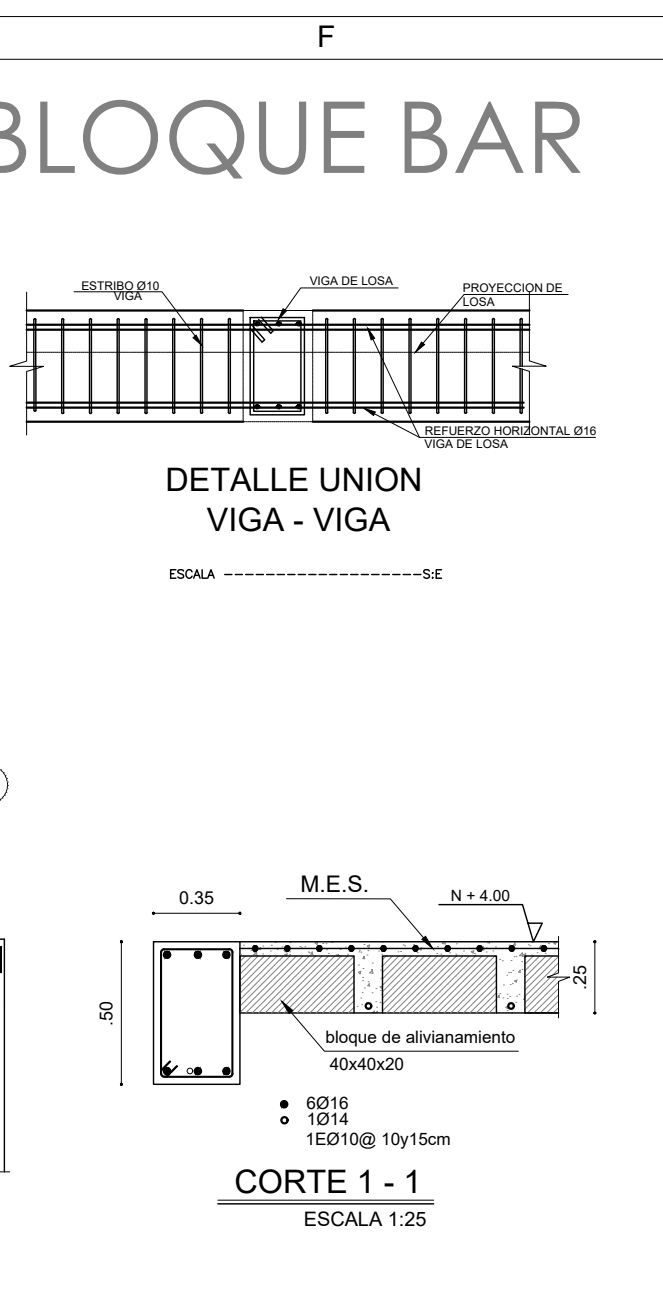 F
BLOQUE BAR
ESTRIBO Ø10
VIGA
VIGA DE LOSA
PROYECCION DE
LOSA
REFUERZO HORIZONTAL Ø16
VIGA DE LOSA
DETALLE UNION
VIGA - VIGA
ESCALA --------------------S:E
0.35
M.E.S.
N + 4.00
.50
.25
bloque de alivianamiento
40x40x20
6Ø16
1Ø14
1EØ10@ 10y15cm
CORTE 1 - 1
ESCALA 1:25